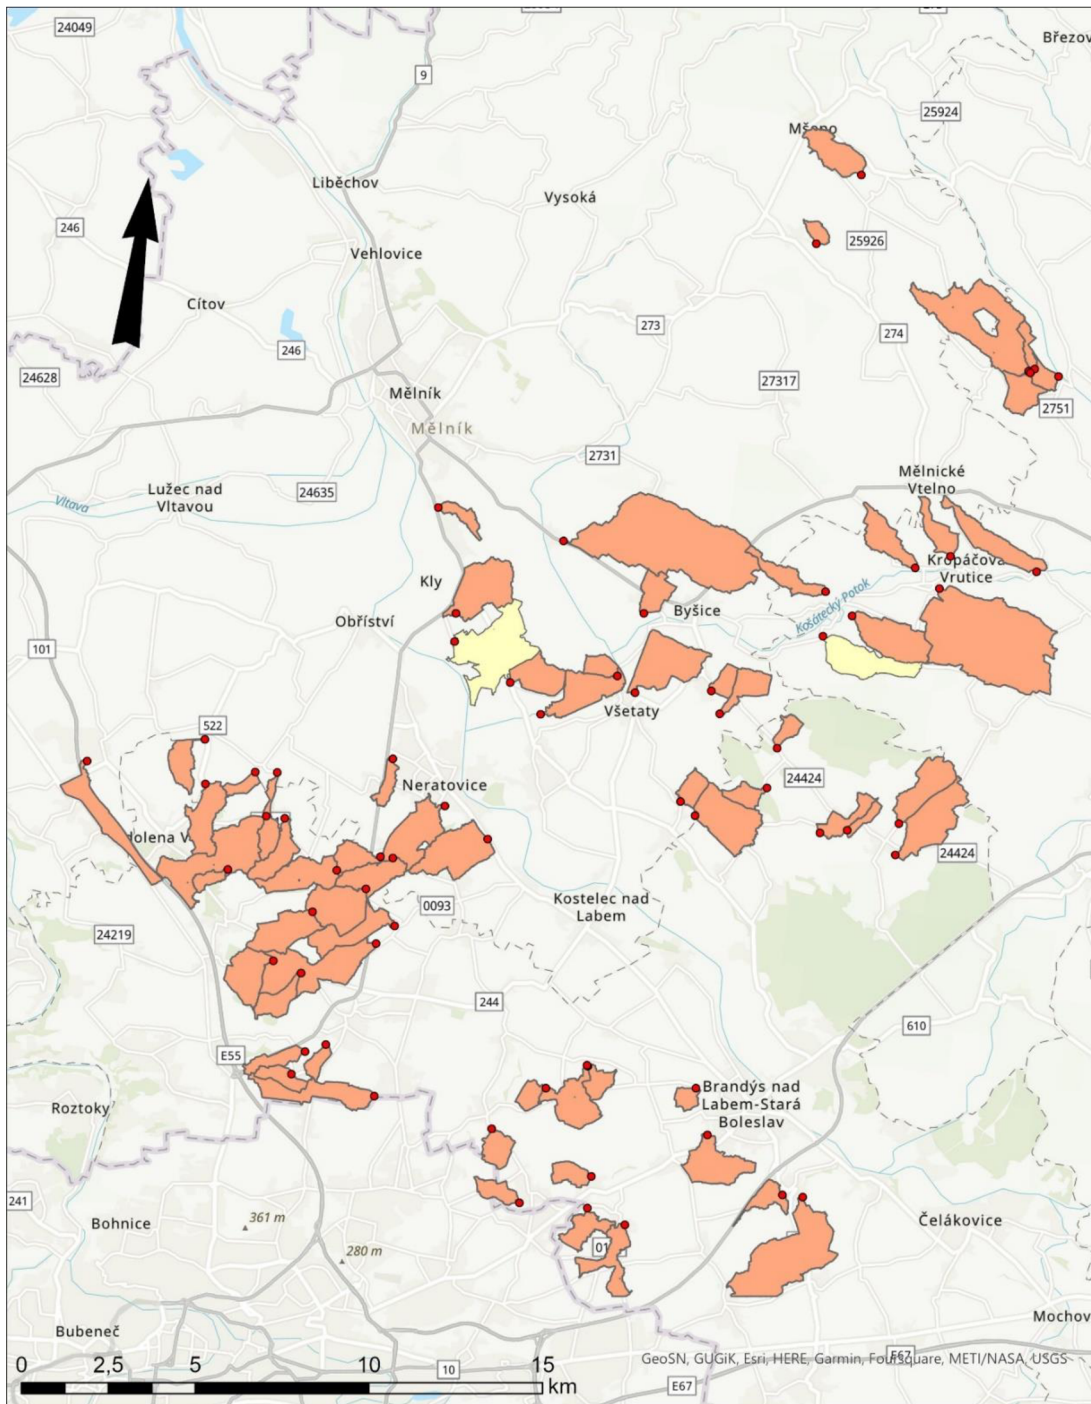 24049
Březov
9
25924
Mšeno
Liběchov
Vysoká
246
25926
Vehlovice
Cítov
273
274
246
24628
27317
Mělník
2751
Mělník
2731
Mělnické
Vtelno
Lužec nad
Vltavou
24635
Vltava
Kropáčova
Vrutice
Kly
Byšice
Košátecký Potok
Obříství
101
Všetaty
522
24424
Neratovice
dolena V
24424
Kostelec nad
Labem
0093
24219
244
610
E55
Brandýs nad
Labem-Stará
Boleslav
Roztoky
241
Bohnice
361 m
Čelákovice
01
280 m
Mochov
Bubeneč
0 2,5 5 10 15
km
GeoSN, GUGiK, Esri, HERE, Garmin, Foursquare, METI/NASA, USGS
E67
10
E67